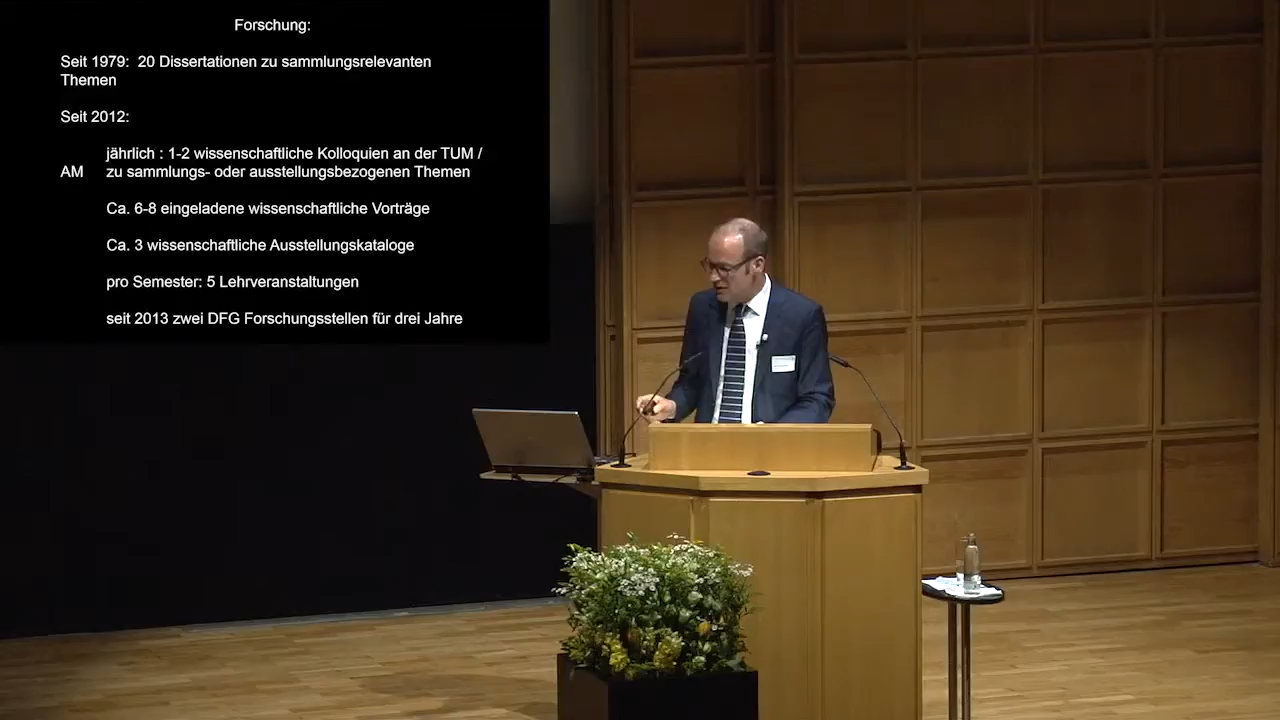 Forschung:
Seit 1979:  20 Dissertationen zu sammlungsrelevanten
Themen
Seit 2012:
jährlich : 1-2 wissenschaftliche Kolloquien an der TUM /
AM zu sammlungs- oder ausstellungsbezogenen Themen
Ca. 6-8 eingeladene wissenschaftliche Vorträge
Ca. 3 wissenschaftliche Ausstellungskataloge
pro Semester: 5 Lehrveranstaltungen
seit 2013 zwei DFG Forschungsstellen für drei Jahre